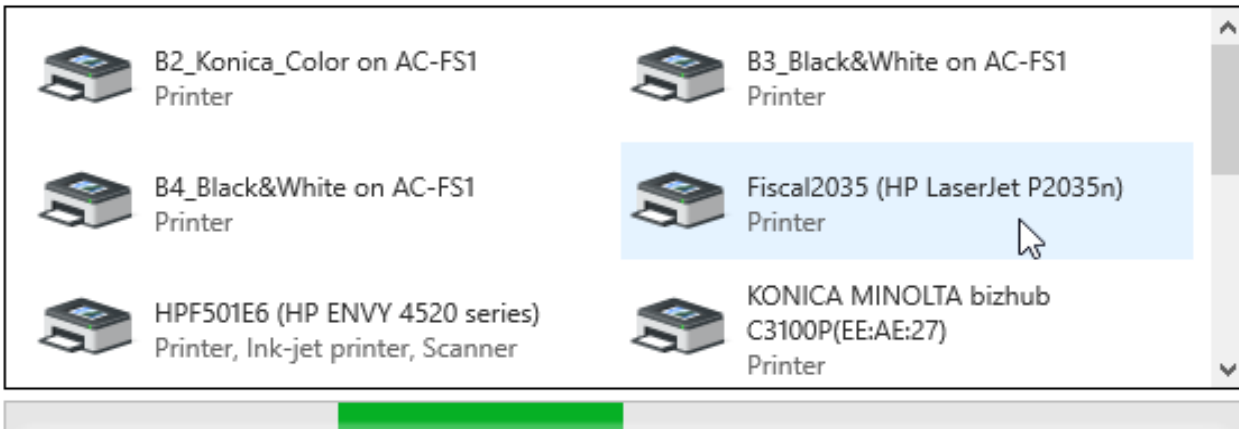 B2_Konica_Color on AC-FS1
Printer
B3_Black&White on AC-FS1
Printer
B4_Black&White on AC-FS1
Printer
Fiscal2035 (HP LaserJet P2035n)
Printer
HPF501E6 (HP ENVY 4520 series)
Printer, Ink-jet printer, Scanner
KONICA MINOLTA bizhub
C3100P(EE:AE:27)
Printer